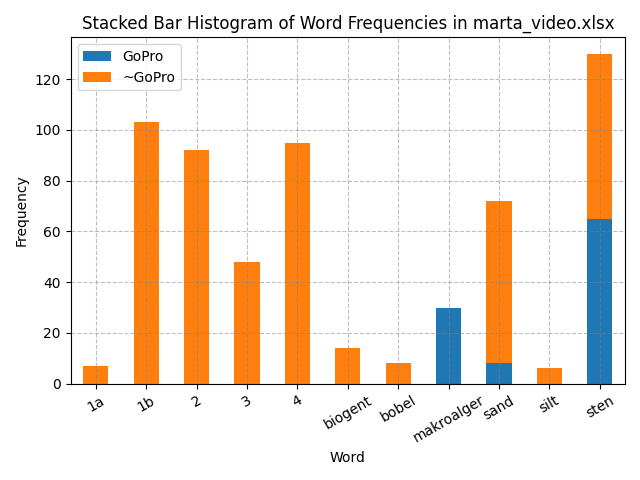 Stacked Bar Histogram of Word Frequencies in marta_video.xlsx
GoPro
~GoPro
120
100
80
60
40
20
0
Frequency
1a
1b
2
3
4
biogent
bobel
makroalger
sand
silt
sten
Word